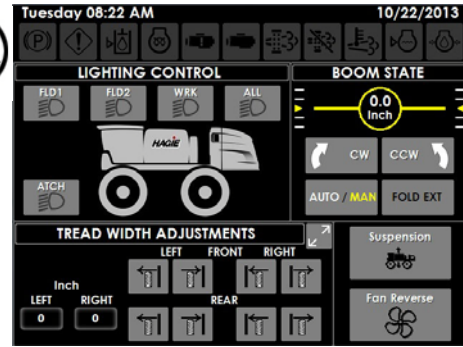 Tuesday 08:22 AM 10/22/2013
(P)
LIGHTING CONTROL
FLD1 FLD2 WRK ALL
HAGIE
ATCH
BOOM STATE
0.0
Inch
CW CCW
AUTO / MAN FOLD EXT
TREAD WIDTH ADJUSTMENTS
LEFT FRONT RIGHT
Inch
LEFT RIGHT
0 0
REAR
Suspension
Fan Reverse